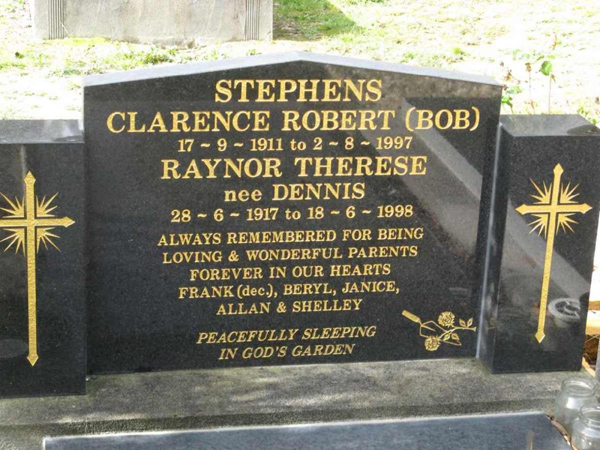 STEPHENS
CLARENCE ROBERT (BOB)
17 ~ 9 ~ 1911 to 2 ~ 8 ~ 1997
RAYNOR THERESE
nee DENNIS
28 ~ 6 ~ 1917 to 18 ~ 6 ~ 1998
ALWAYS REMEMBERED FOR BEING
LOVING & WONDERFUL PARENTS
FOREVER IN OUR HEARTS
FRANK (dec.), BERYL, JANICE,
ALLAN & SHELLEY
PEACEFULLY SLEEPING
IN GOD'S GARDEN